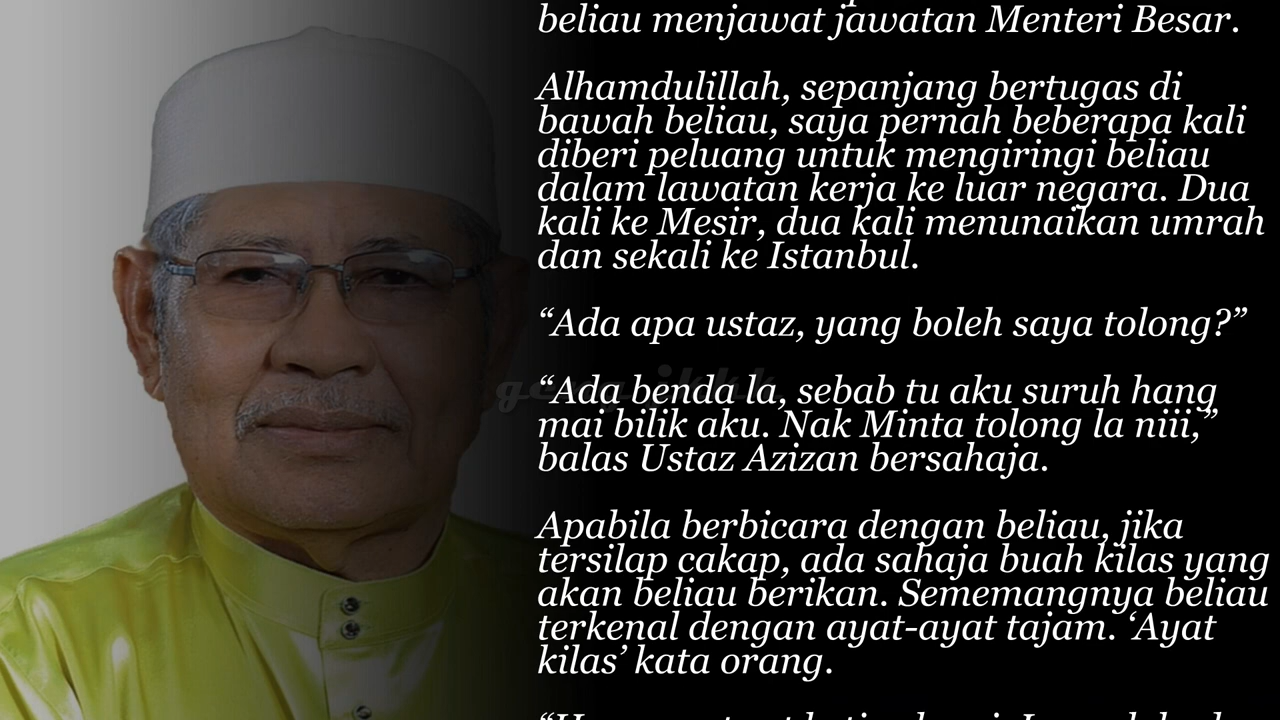 beliau menjawat jawatan Menteri Besar.
Alhamdulillah, sepanjang bertugas di
bawah beliau, saya pernah beberapa kali
diberi peluang untuk mengiringi beliau
dalam lawatan kerja ke luar negara. Dua
kali ke Mesir, dua kali menunaikan umrah
dan sekali ke Istanbul.
“Ada apa ustaz, yang boleh saya tolong?”
“Ada benda la, sebab tu aku suruh hang
mai bilik aku. Nak Minta tolong la niii,”
balas Ustaz Azizan bersahaja.
Apabila berbicara dengan beliau, jika
tersilap cakap, ada sahaja buah kilas yang
akan beliau berikan. Sememangnya beliau
terkenal dengan ayat-ayat tajam. ‘Ayat
kilas’ kata orang.